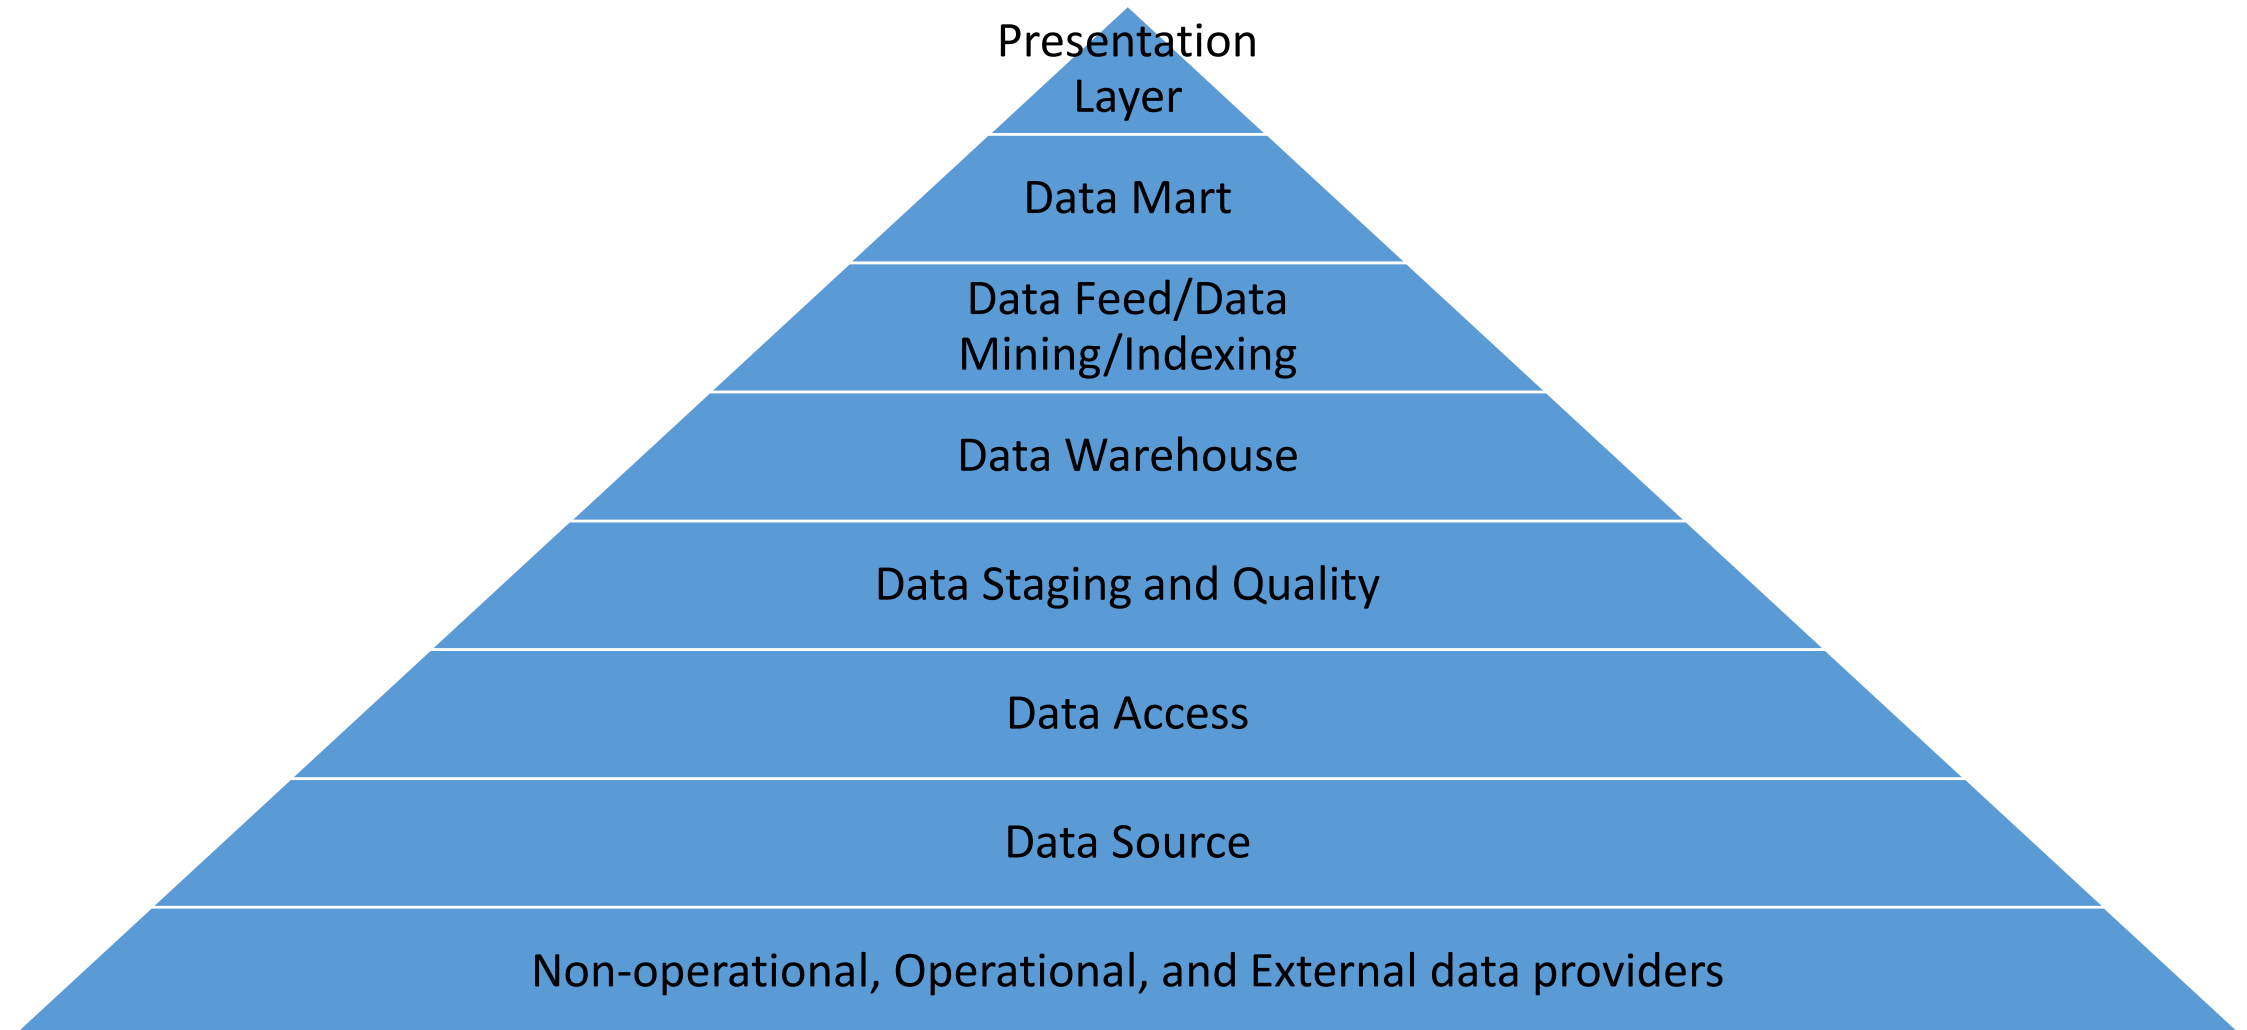 Presentation
Layer
Data Mart
Data Feed/Data
Mining/Indexing
Data Warehouse
Data Staging and Quality
Data Access
Data Source
Non-operational, Operational, and External data providers